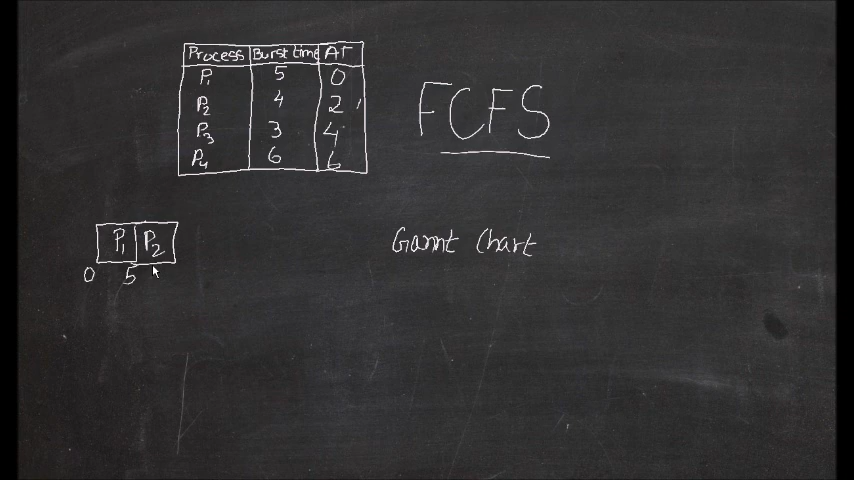 Process Burst time AT
P1 5 0
P2 4 2
P3 3 4
P4 6 6
FCFS
P1 P2
0 5
Gannt Chart